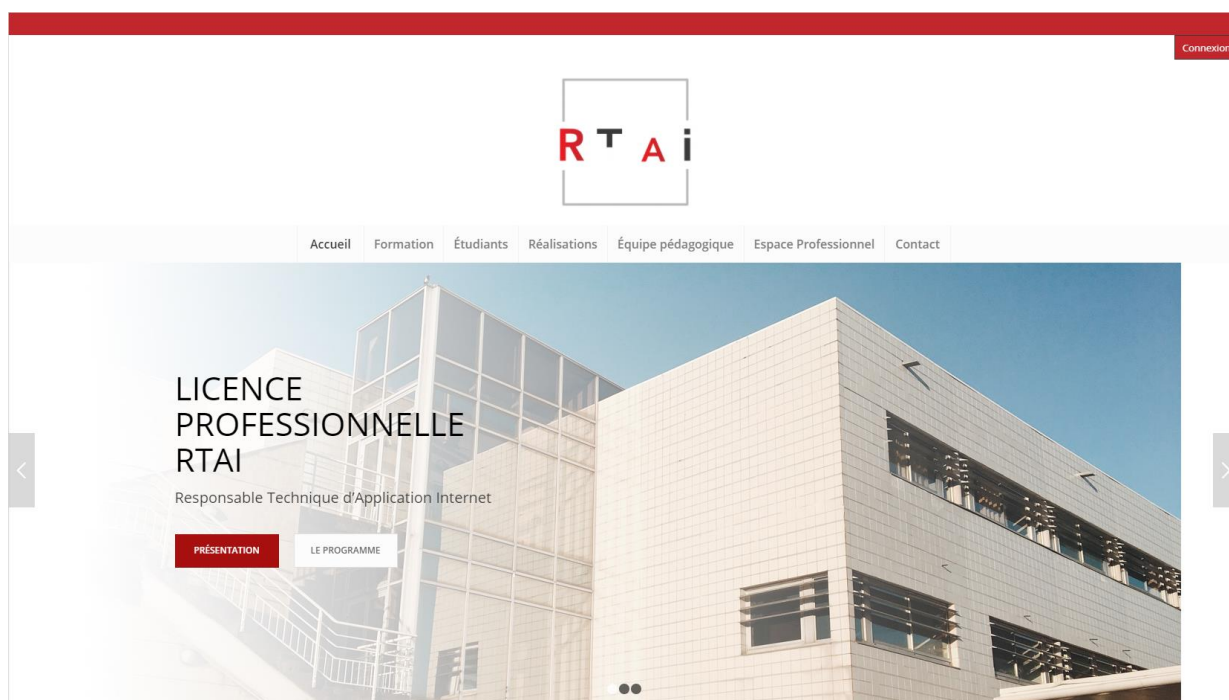 Connexion
RTAi
Accueil
Formation
Étudiants
Réalisations
Équipe pédagogique
Espace Professionnel
Contact
LICENCE
PROFESSIONNELLE
RTAI
Responsable Technique d'Application Internet
PRÉSENTATION
LE PROGRAMME